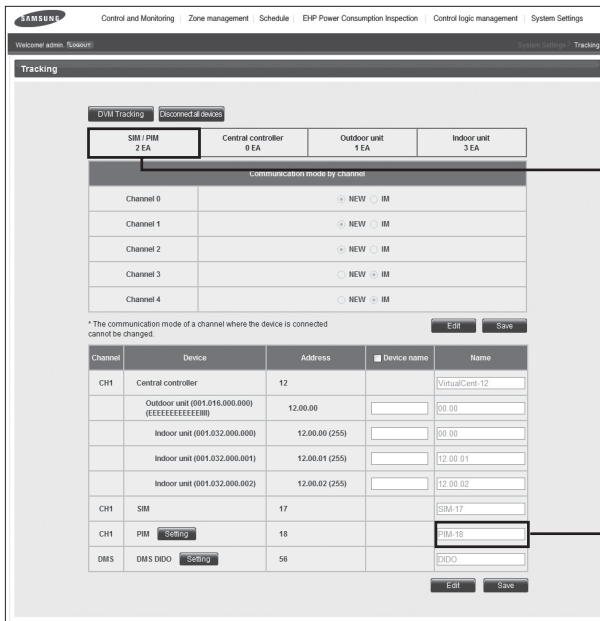 SAMSUNG
Control and Monitoring | Zone management | Schedule | EHP Power Consumption Inspection | Control logic management | System Settings
Welcome! admin. Logout
System Settings / Tracking
Tracking
DVM Tracking Disconnect all devices
SIM / PIM Central controller Outdoor unit Indoor unit
2 EA 0 EA 1 EA 3 EA
Communication mode by channel
Channel 0 NEW IM
Channel 1 NEW IM
Channel 2 NEW IM
Channel 3 NEW IM
Channel 4 NEW IM
* The communication mode of a channel where the device is connected
cannot be changed.
Edit Save
Channel Device Address Device name Name
CH1 Central controller 12 VirtualCent-12
Outdoor unit (001.016.000.000) 12.00.00 00.00
Indoor unit (001.032.000.000) 12.00.00 (255) 00.00
Indoor unit (001.032.000.001) 12.00.01 (255) 12.00.01
Indoor unit (001.032.000.002) 12.00.02 (255) 12.00.02
CH1 SIM 17 SIM-17
CH1 PIM Setting 18 PIM-18
DMS DMS DIDO Setting 56 DIDO
Edit Save